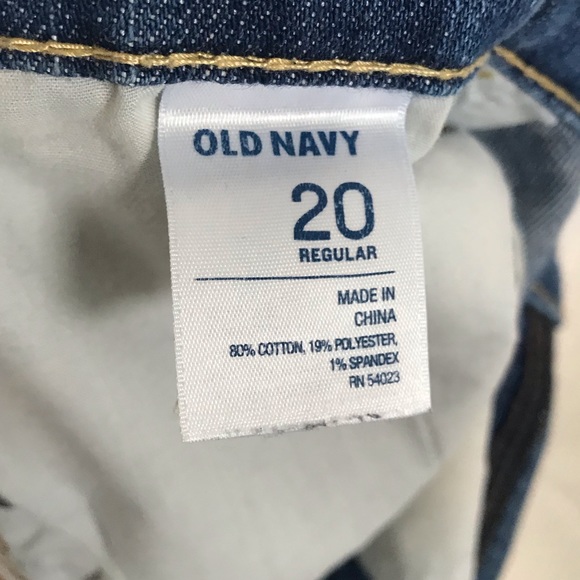 OLD NAVY
20
REGULAR
MADE IN
CHINA
80% COTTON, 19% POLYESTER,
1% SPANDEX
RN 54023